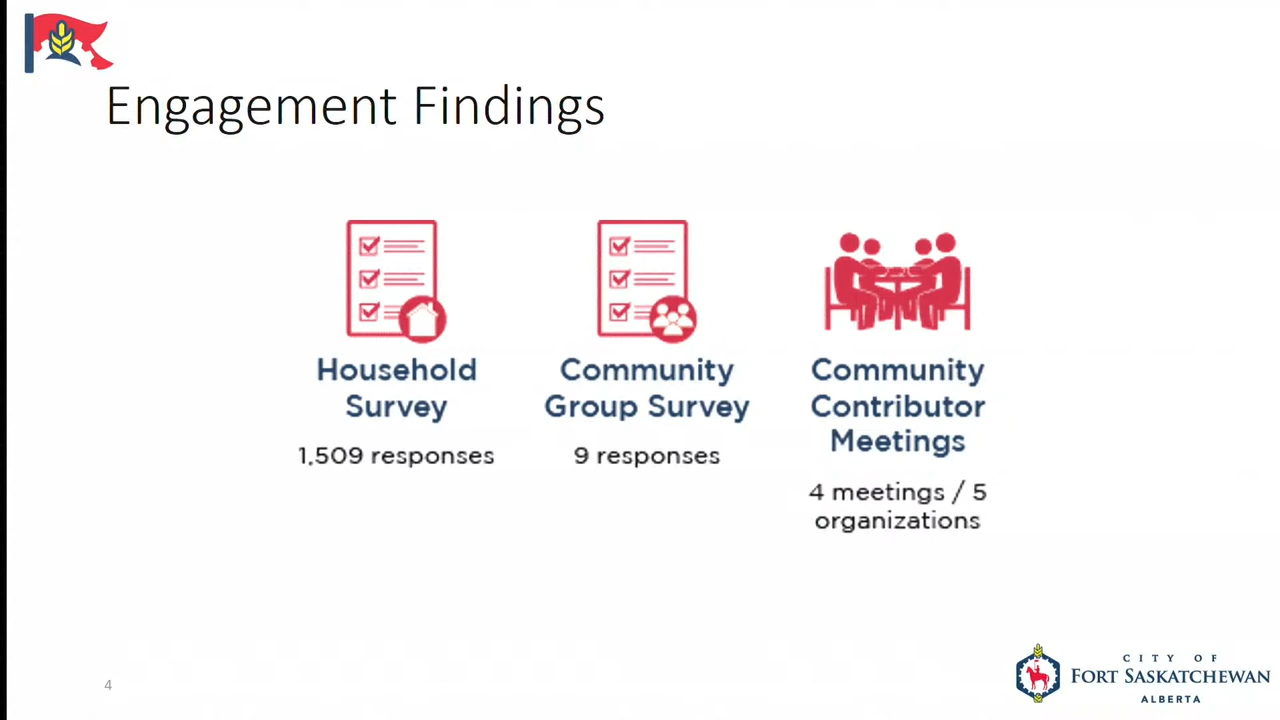 Engagement Findings
Household
Survey
1,509 responses
Community
Group Survey
9 responses
Community
Contributor
Meetings
4 meetings / 5
organizations
4
CITY OF
FORT SASKATCHEWAN
ALBERTA